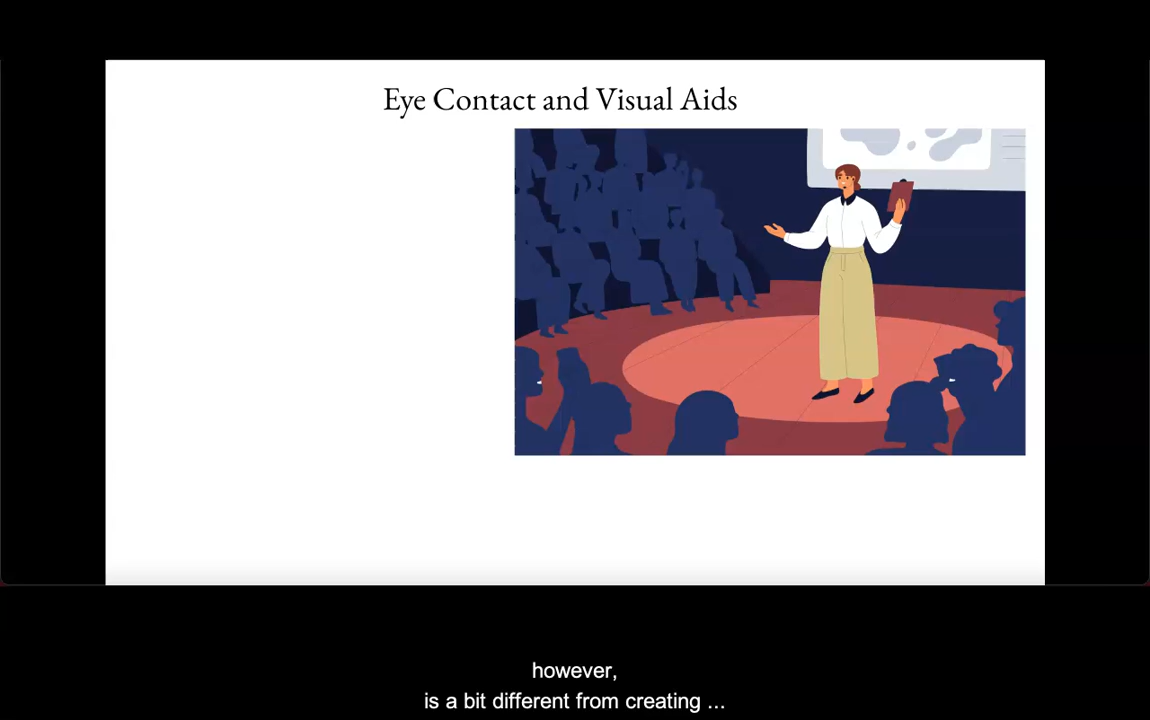 Eye Contact and Visual Aids
however,
is a bit different from creating ...